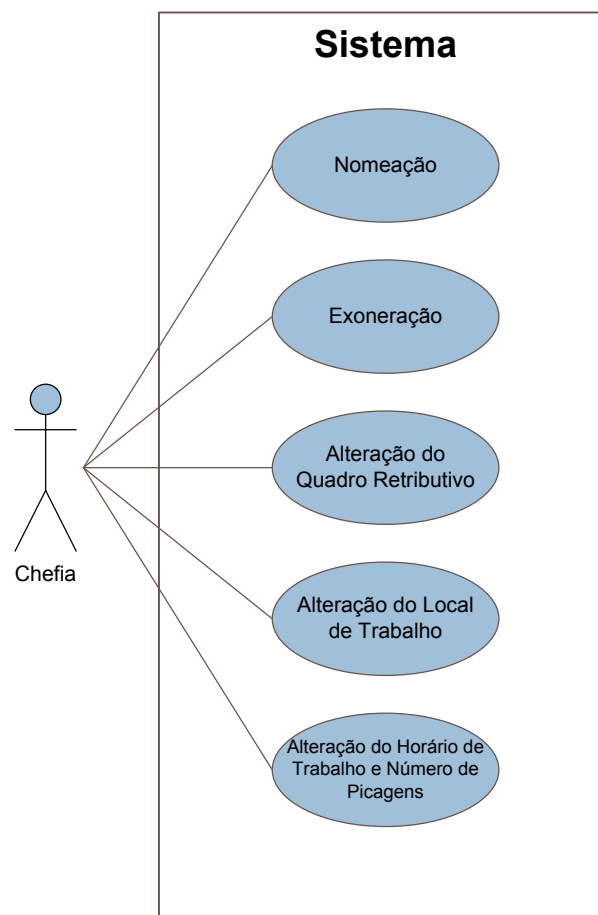 Sistema
Nomeação
Exoneração
Alteração do
Quadro Retributivo
Chefia
Alteração do Local
de Trabalho
Alteração do Horário de
Trabalho e Número de
Picagens